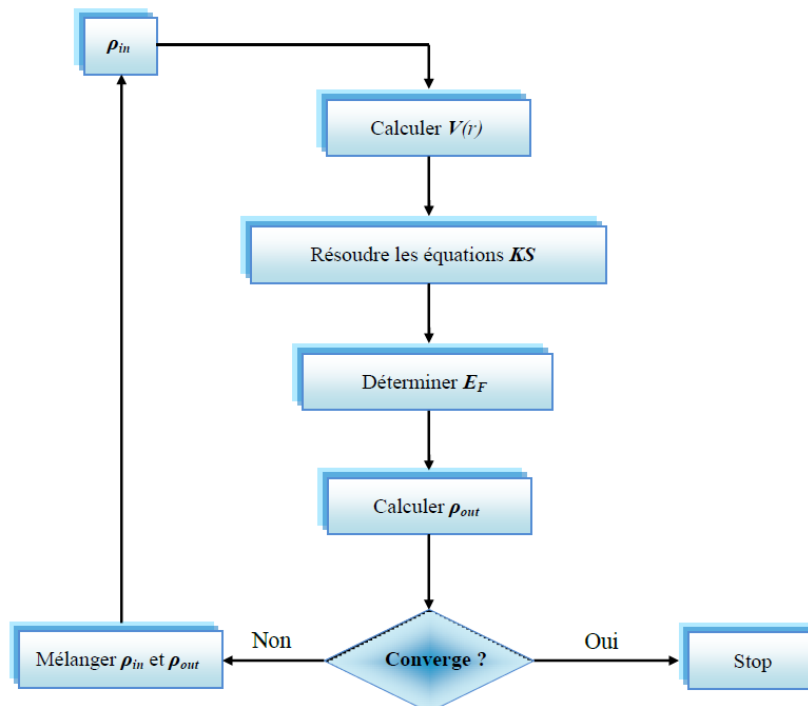 ρin
Calculer V(r)
Résoudre les équations KS
Déterminer EF
Calculer ρout
Non
Oui
Mélanger ρin et ρout
Converge ?
Stop